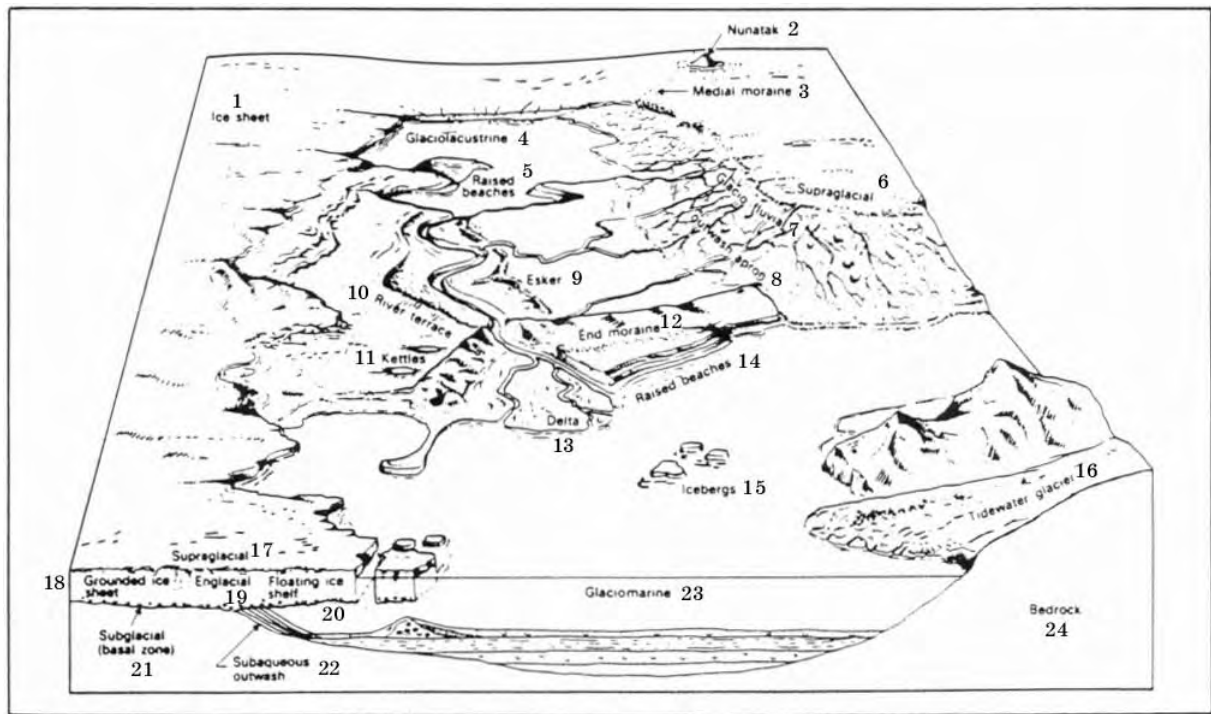 Nunatak 2
Medial moraine 3
1
Ice sheet
Glaciolacustrine 4
5
Raised
beaches
6
Supraglacial
Glacio fluvial
7
outwash apron
8
Esker 9
10
River terrace
End moraine 12
11 Kettles
Raised beaches 14
Delta
13
Icebergs 15
16
Tidewater glacier
Supraglacial 17
18
Grounded ice
sheet
Englacial
19
Floating ice
shelf
20
Glaciomarine 23
Bedrock
24
Subglacial
(basal zone)
21
Subaqueous
outwash
22